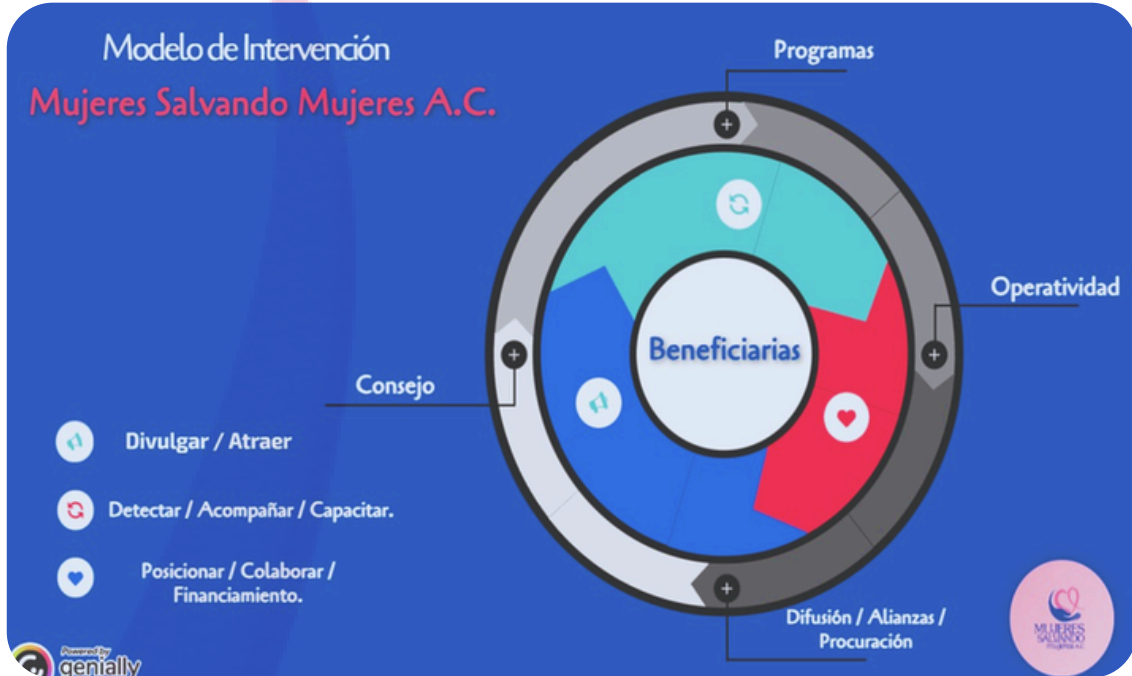 Modelo de Intervención
Mujeres Salvando Mujeres A.C.
Programas
Operatividad
Beneficiarias
Consejo
Divulgar / Atraer
Detectar / Acompañar / Capacitar.
Posicionar / Colaborar /
Financiamiento.
Difusión / Alianzas /
Procuración
MUJERES
SALVANDO
MUJERES A.C
Powered by
genially